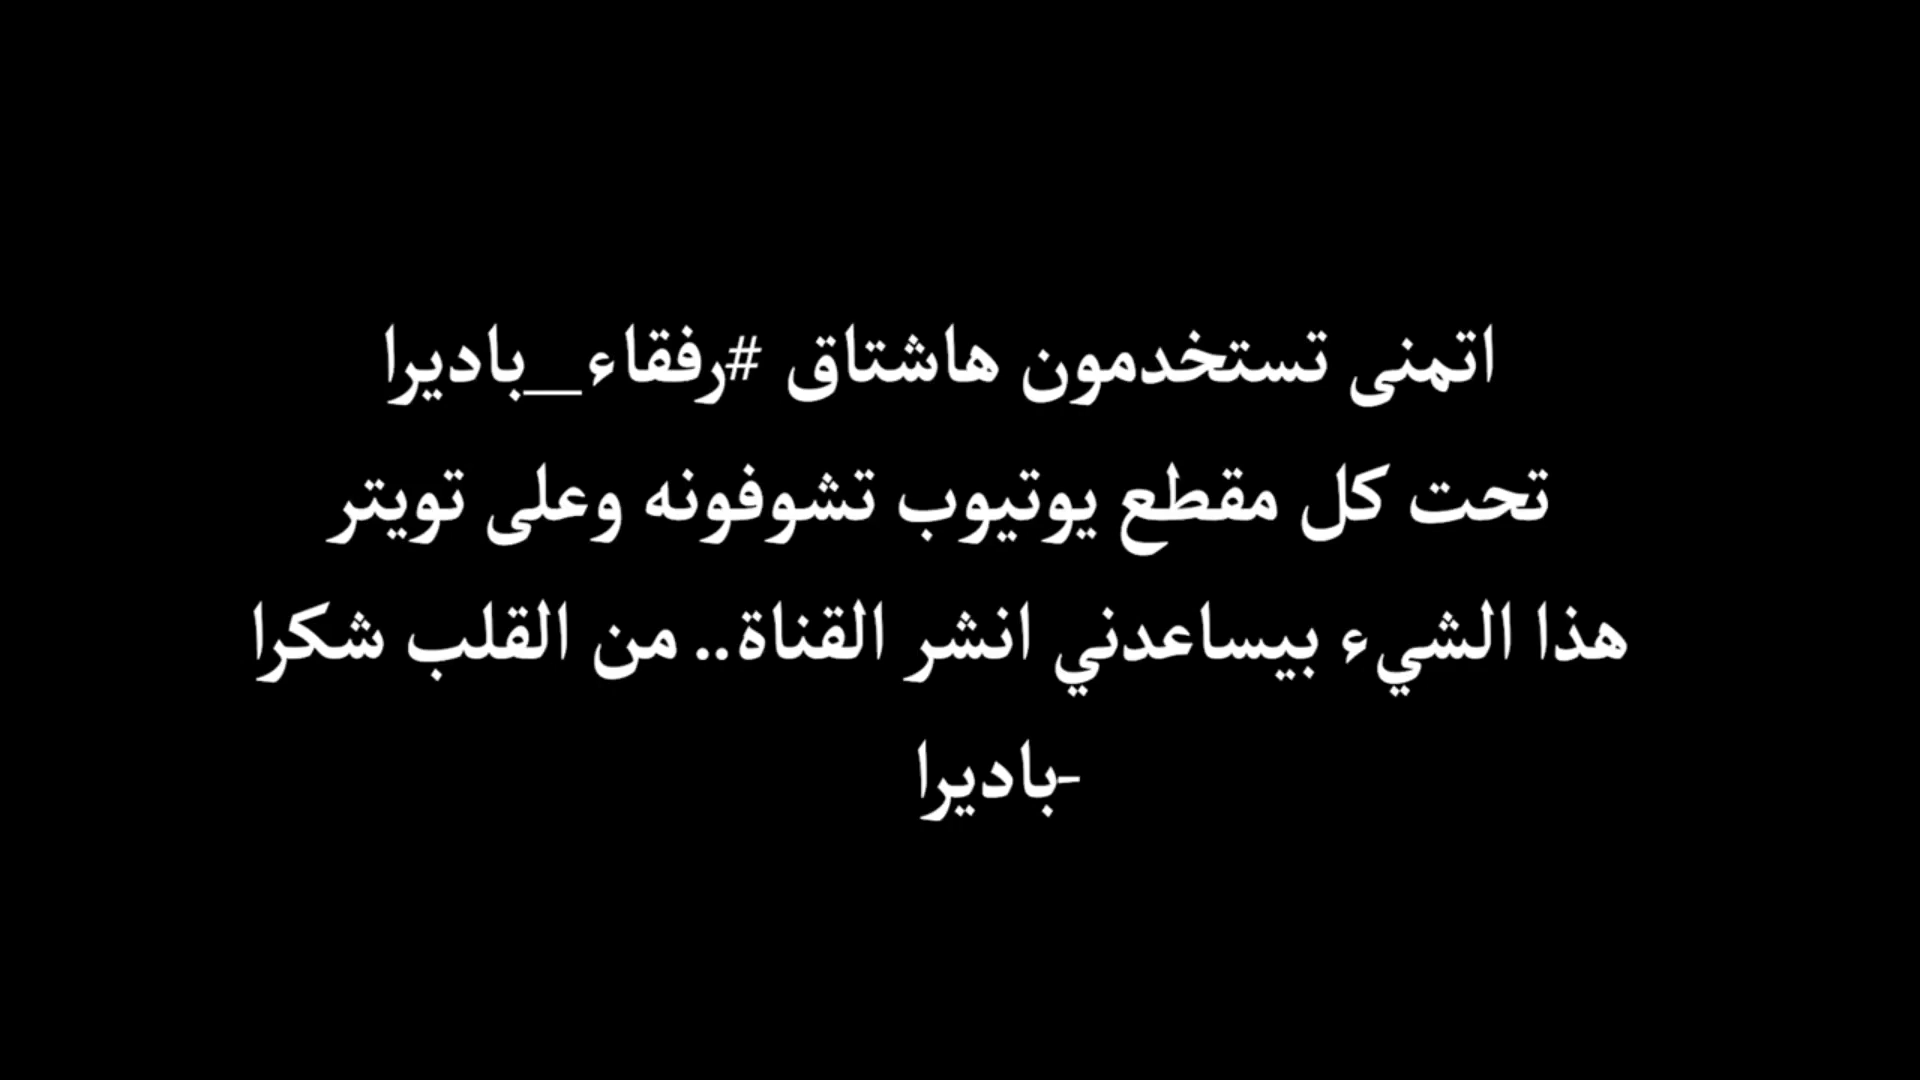 اتمنى تستخدمون هاشتاق #رفقاء_باديرا
تحت كل مقطع يوتيوب تشوفونه وعلى تويتر
هذا الشيء بيساعدني انشر القناة.. من القلب شكرا
-باديرا